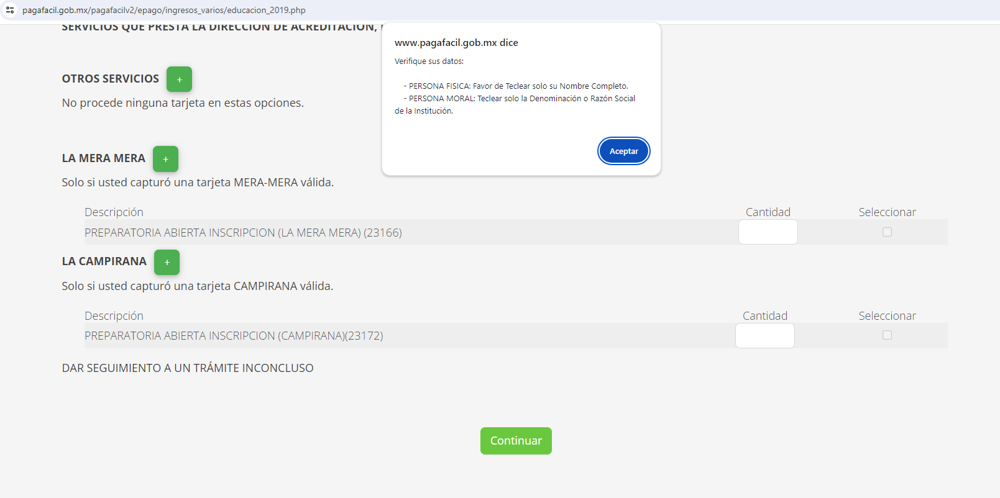 pagafacil.gob.mx/pagafacilv2/epago/ingresos_varios/educacion_2019.php
SERVICIOS QUE PRESTA LA DIRECCION DE ACREDITACION,
www.pagafacil.gob.mx dice
Verifique sus datos:
- PERSONA FISICA: Favor de Teclear solo su Nombre Completo.
- PERSONA MORAL: Teclear solo la Denominación o Razón Social
de la Institución.
Aceptar
OTROS SERVICIOS +
No procede ninguna tarjeta en estas opciones.
LA MERA MERA +
Solo si usted capturó una tarjeta MERA-MERA válida.
Descripción Cantidad Seleccionar
PREPARATORIA ABIERTA INSCRIPCION (LA MERA MERA) (23166)
LA CAMPIRANA +
Solo si usted capturó una tarjeta CAMPIRANA válida.
Descripción Cantidad Seleccionar
PREPARATORIA ABIERTA INSCRIPCION (CAMPIRANA)(23172)
DAR SEGUIMIENTO A UN TRÁMITE INCONCLUSO
Continuar